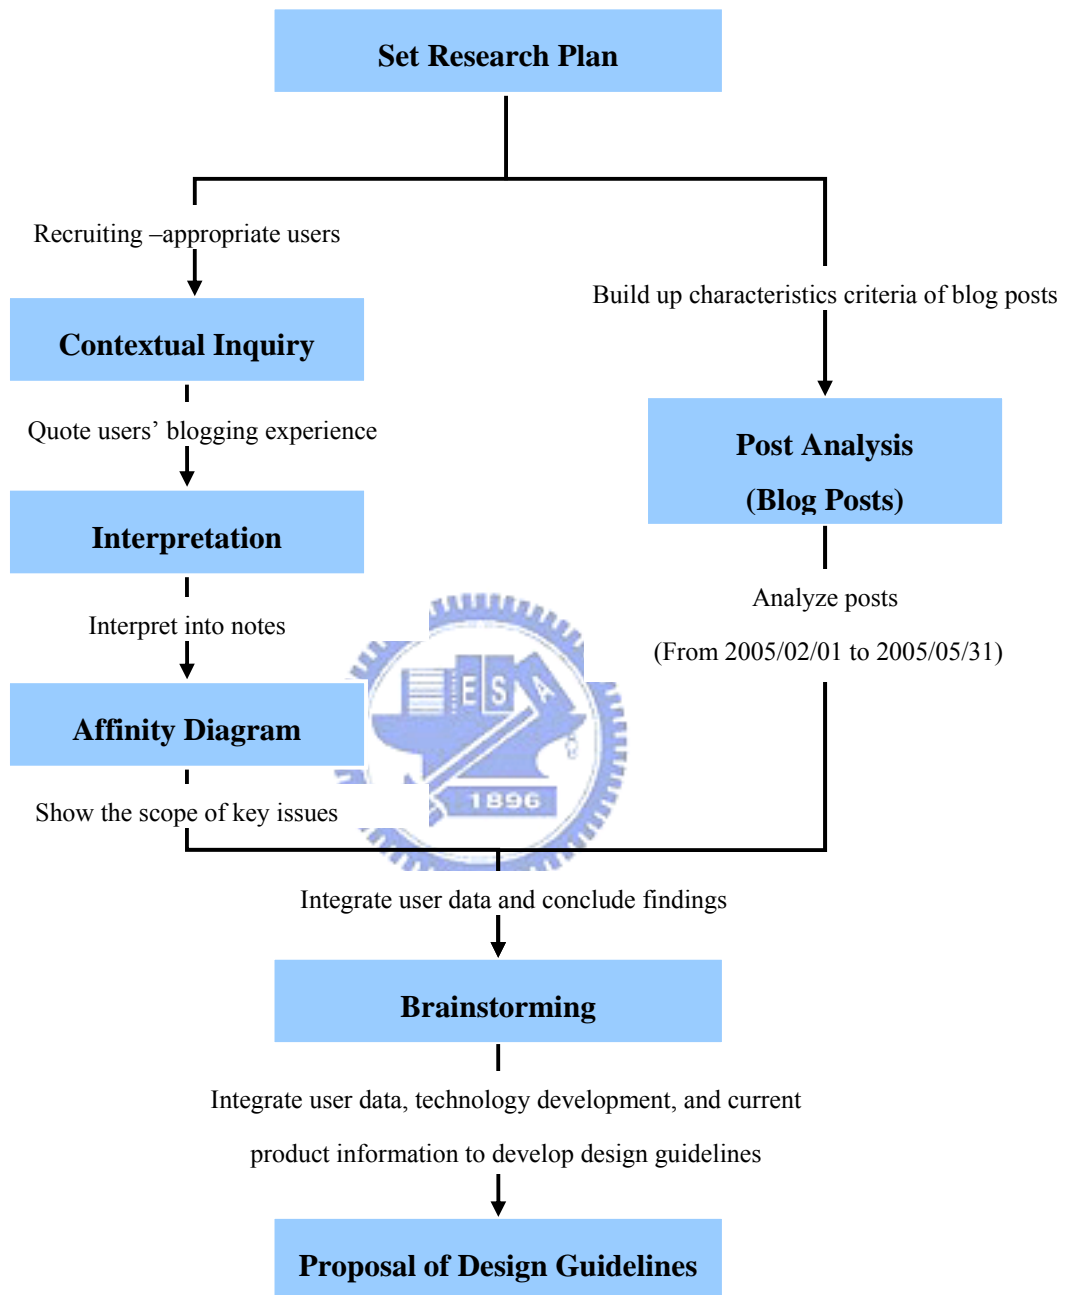 Set Research Plan
Recruiting –appropriate users
Build up characteristics criteria of blog posts
Contextual Inquiry
Quote users’ blogging experience
Post Analysis
(Blog Posts)
Interpretation
Interpret into notes
Analyze posts
(From 2005/02/01 to 2005/05/31)
E S A
Affinity Diagram
1896
Show the scope of key issues
Integrate user data and conclude findings
Brainstorming
Integrate user data, technology development, and current
product information to develop design guidelines
Proposal of Design Guidelines